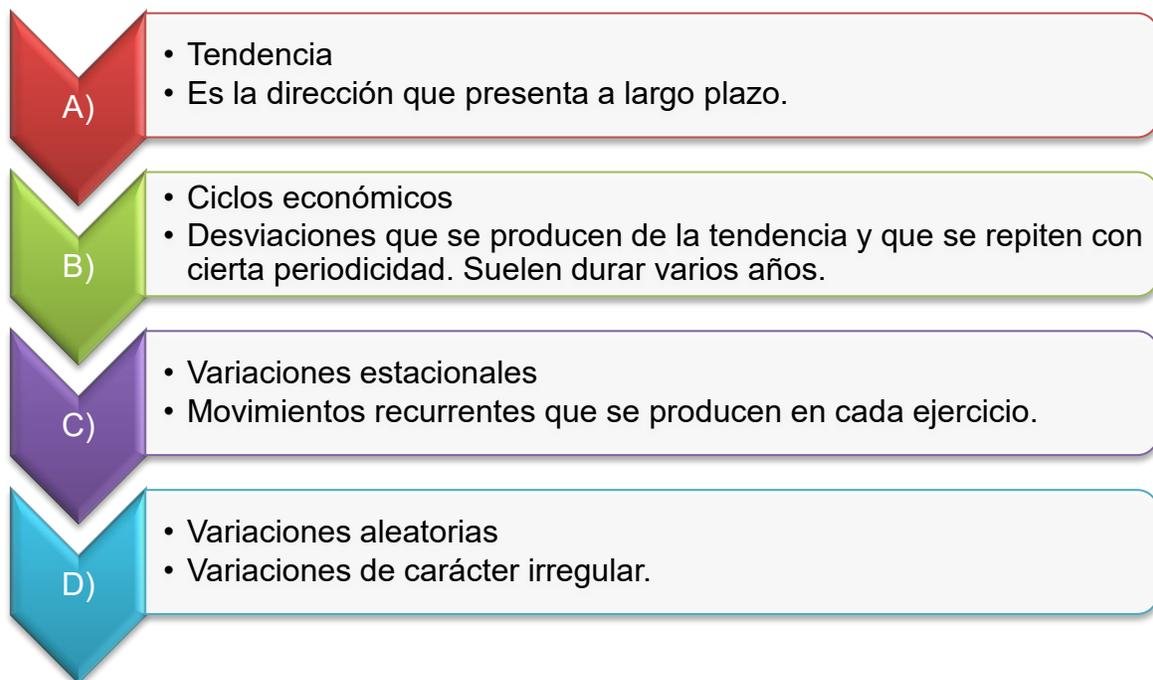 A)
• Tendencia
• Es la dirección que presenta a largo plazo.
B)
• Ciclos económicos
• Desviaciones que se producen de la tendencia y que se repiten con
cierta periodicidad. Suelen durar varios años.
C)
• Variaciones estacionales
• Movimientos recurrentes que se producen en cada ejercicio.
D)
• Variaciones aleatorias
• Variaciones de carácter irregular.